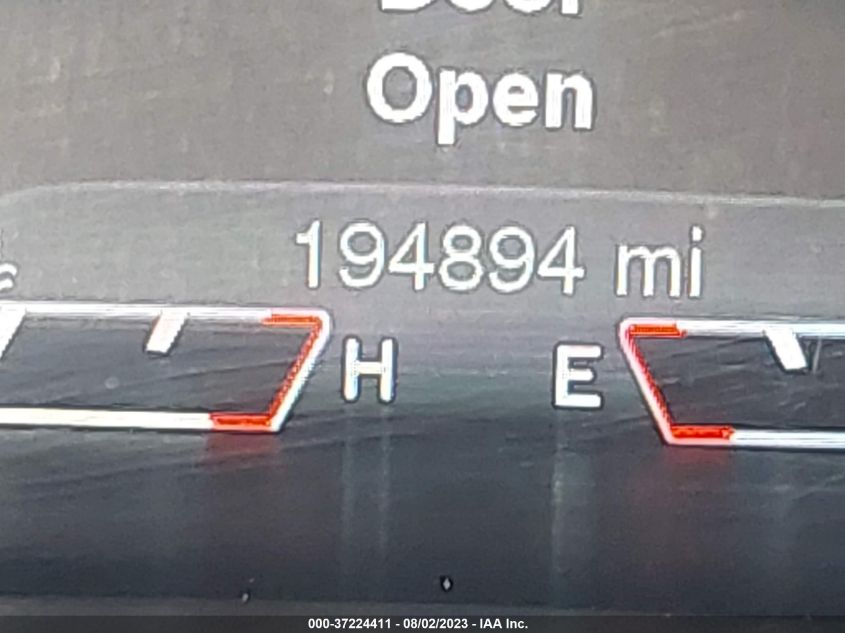 Open
194894 mi
H
E
000-37224411 - 08/02/2023 - IAA Inc.